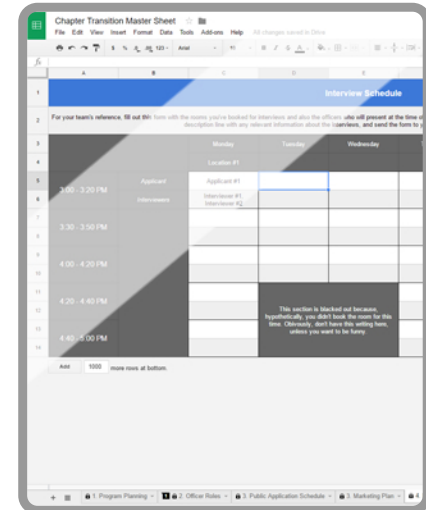 Chapter Transition Master Sheet
File Edit View Insert Format Data Tools Add-ons Help All changes saved in Drive
$ % .0 .00 123 Arial 11 B I S A
fx
A B C D E
1 Interview Schedule
2 For your team's reference, fill out this form with the rooms you've booked for interviews and also the officers who will present at the time o
description line with any relevant information about the interviews, and send the form to y
3 Monday Tuesday Wednesday
4 Location #1
5 3:00 - 3:20 PM Applicant Applicant #1
6 Interviewers Interviewer #1,
Interviewer #2
7 3:30 - 3:50 PM
8
9 4:00 - 4:20 PM
10
11 4:20 - 4:40 PM
12 This section is blacked out because,
hypothetically, you didn't book the room for this
time. Obviously, don't have this setting here,
unless you want to be funny.
13 4:40 - 5:00 PM
14
Add 1000 more rows at bottom.
1. Program Planning 1 2. Officer Roles 3. Public Application Schedule 3. Marketing Plan 4